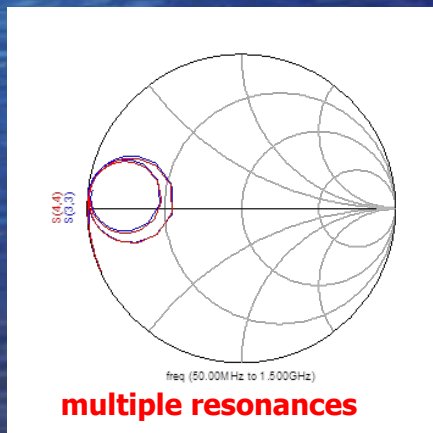 S(4,4)
S(3,3)
freq (50.00MHz to 1.500GHz)
multiple resonances